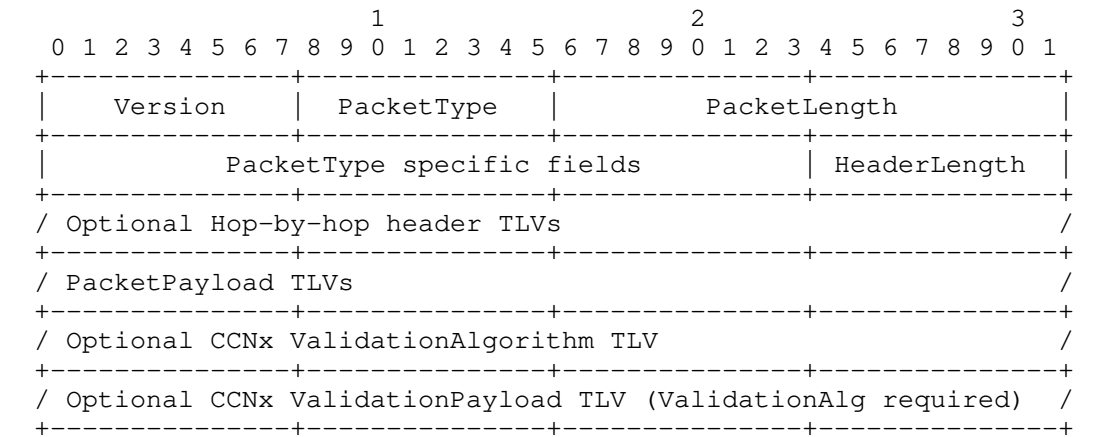 1                   2                   3
 0 1 2 3 4 5 6 7 8 9 0 1 2 3 4 5 6 7 8 9 0 1 2 3 4 5 6 7 8 9 0 1
+---------------+---------------+---------------+---------------+
|    Version    |  PacketType   |         PacketLength          |
+---------------+---------------+---------------+---------------+
|           PacketType specific fields          | HeaderLength  |
+---------------+---------------+---------------+---------------+
/ Optional Hop-by-hop header TLVs                               /
+---------------+---------------+---------------+---------------+
/ PacketPayload TLVs                                            /
+---------------+---------------+---------------+---------------+
/ Optional CCNx ValidationAlgorithm TLV                         /
+---------------+---------------+---------------+---------------+
/ Optional CCNx ValidationPayload TLV (ValidationAlg required)  /
+---------------+---------------+---------------+---------------+